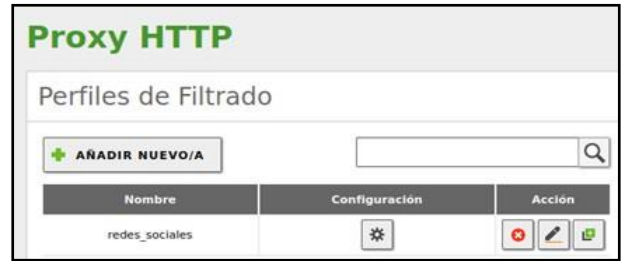 Proxy HTTP
Perfiles de Filtrado
AÑADIR NUEVO/A
Nombre Configuración Acción
redes_sociales